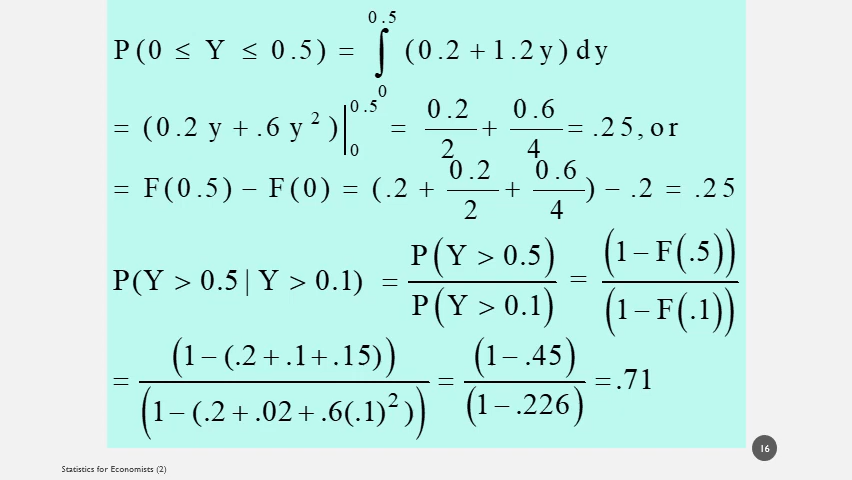 P(0 ≤ Y ≤ 0.5) = ∫₀^0.5 (0.2 + 1.2y) dy
= (0.2 y + .6 y²)|₀^0.5 = 0.2/2 + 0.6/4 = .25, or
= F(0.5) − F(0) = (.2 + 0.2/2 + 0.6/4) − .2 = .25
P(Y > 0.5 | Y > 0.1) = P(Y > 0.5)/P(Y > 0.1) = (1 − F(.5))/(1 − F(.1))
= (1 − (.2 + .1 + .15))/(1 − (.2 + .02 + .6(.1)²)) = (1 − .45)/(1 − .226) = .71
16
Statistics for Economists (2)